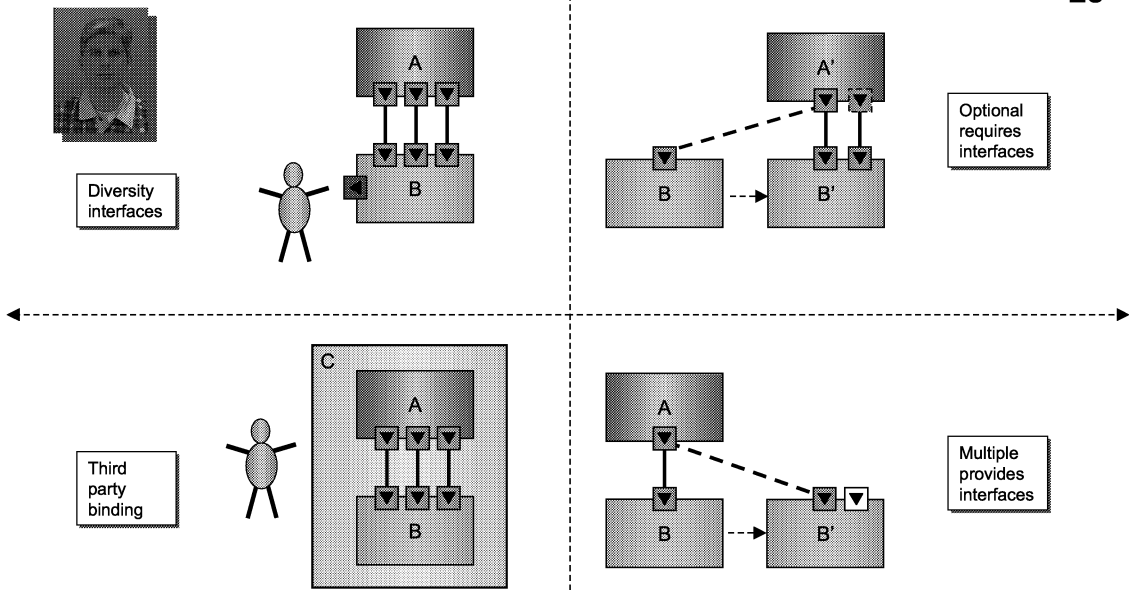 A
B
Diversity
interfaces
A'
B
B'
Optional
requires
interfaces
C
A
B
Third
party
binding
A
B
B'
Multiple
provides
interfaces